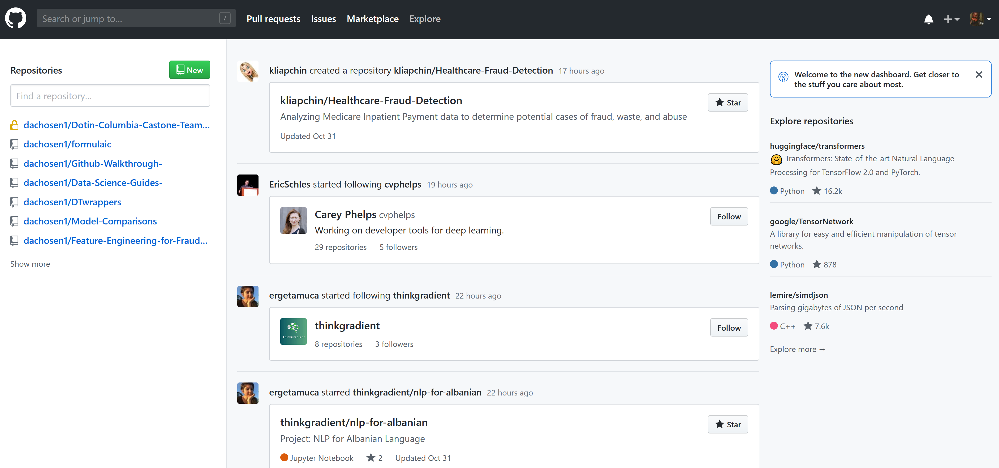 Search or jump to...
/
Pull requests
Issues
Marketplace
Explore
Repositories
New
Find a repository...
dachosen1/Dotin-Columbia-Castone-Team...
dachosen1/formulaic
dachosen1/Github-Walkthrough-
dachosen1/Data-Science-Guides-
dachosen1/DTwrappers
dachosen1/Model-Comparisons
dachosen1/Feature-Engineering-for-Fraud...
Show more
kliapchin created a repository kliapchin/Healthcare-Fraud-Detection 17 hours ago
kliapchin/Healthcare-Fraud-Detection
Star
Analyzing Medicare Inpatient Payment data to determine potential cases of fraud, waste, and abuse
Updated Oct 31
EricSchles started following cvphelps 19 hours ago
Carey Phelps cvphelps
Follow
Working on developer tools for deep learning.
29 repositories 5 followers
ergetamuca started following thinkgradient 22 hours ago
ThinkGradient
thinkgradient
Follow
8 repositories 3 followers
ergetamuca starred thinkgradient/nlp-for-albanian 22 hours ago
thinkgradient/nlp-for-albanian
Star
Project: NLP for Albanian Language
Jupyter Notebook 2 Updated Oct 31
Welcome to the new dashboard. Get closer to
the stuff you care about most.
Explore repositories
huggingface/transformers
🤗 Transformers: State-of-the-art Natural Language
Processing for TensorFlow 2.0 and PyTorch.
Python 16.2k
google/TensorNetwork
A library for easy and efficient manipulation of tensor
networks.
Python 878
lemire/simdjson
Parsing gigabytes of JSON per second
C++ 7.6k
Explore more →